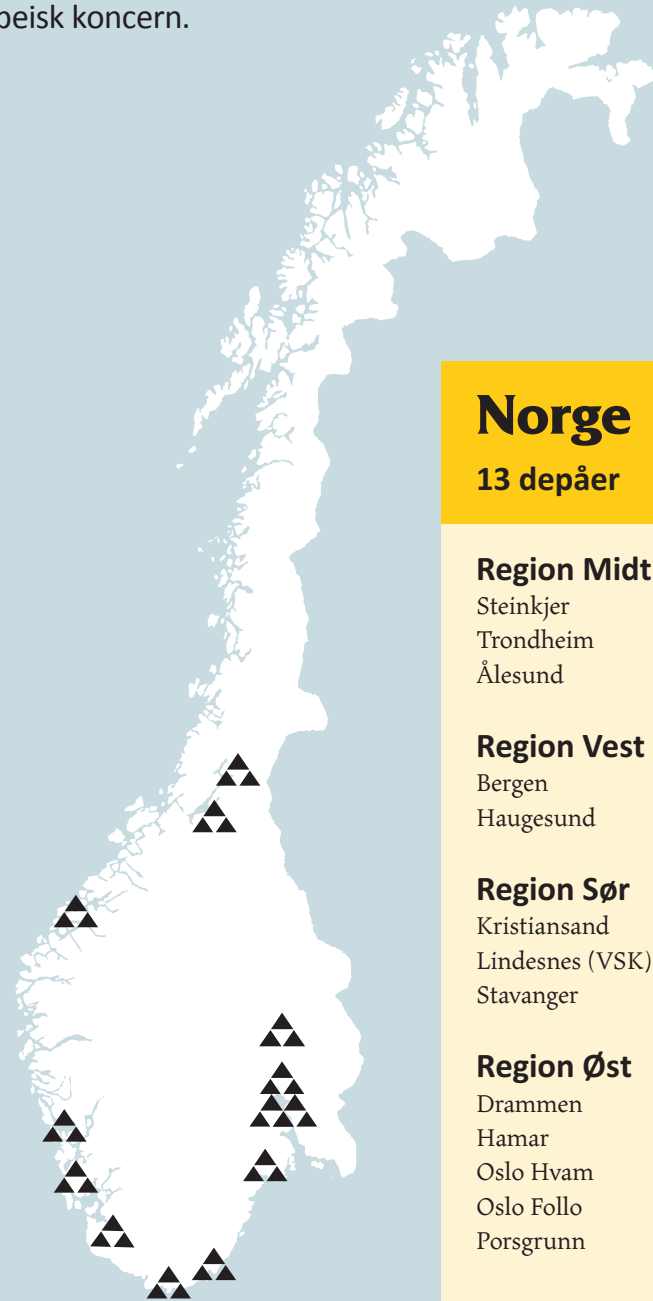 peisk koncern.
Norge
13 depåer
Region Midt
Steinkjer
Trondheim
Ålesund
Region Vest
Bergen
Haugesund
Region Sør
Kristiansand
Lindesnes (VSK)
Stavanger
Region Øst
Drammen
Hamar
Oslo Hvam
Oslo Follo
Porsgrunn